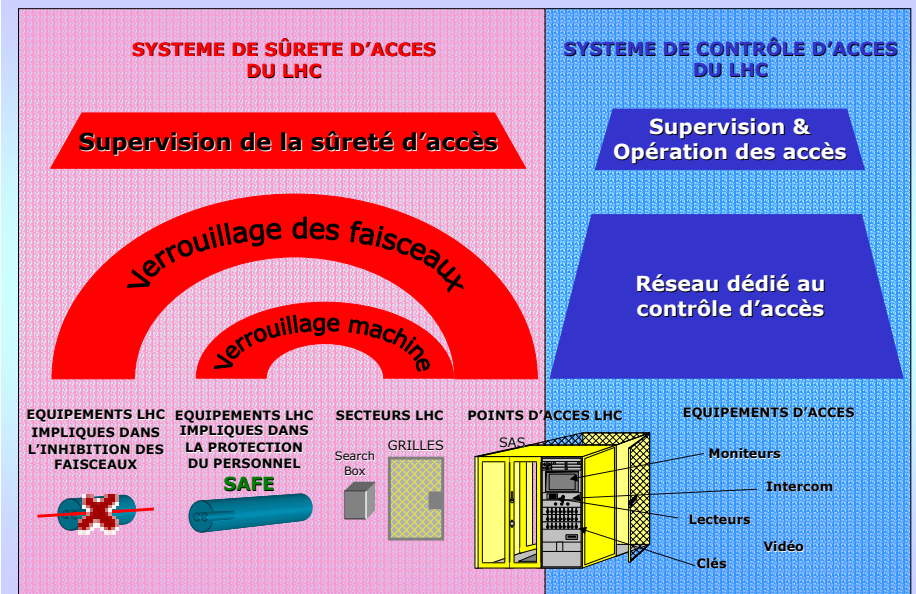 SYSTEME DE SÛRETE D'ACCES
DU LHC
Supervision de la sûreté d'accès
Verrouillage des faisceaux
Verrouillage machine
EQUIPEMENTS LHC
IMPLIQUES DANS
L'INHIBITION DES
FAISCEAUX
EQUIPEMENTS LHC
IMPLIQUES DANS
LA PROTECTION
DU PERSONNEL
SAFE
SECTEURS LHC
Search
Box
GRILLES
POINTS D'ACCES LHC
SAS
SYSTEME DE CONTRÔLE D'ACCES
DU LHC
Supervision &
Opération des accès
Réseau dédié au
contrôle d'accès
EQUIPEMENTS D'ACCES
Moniteurs
Intercom
Lecteurs
Vidéo
Clés